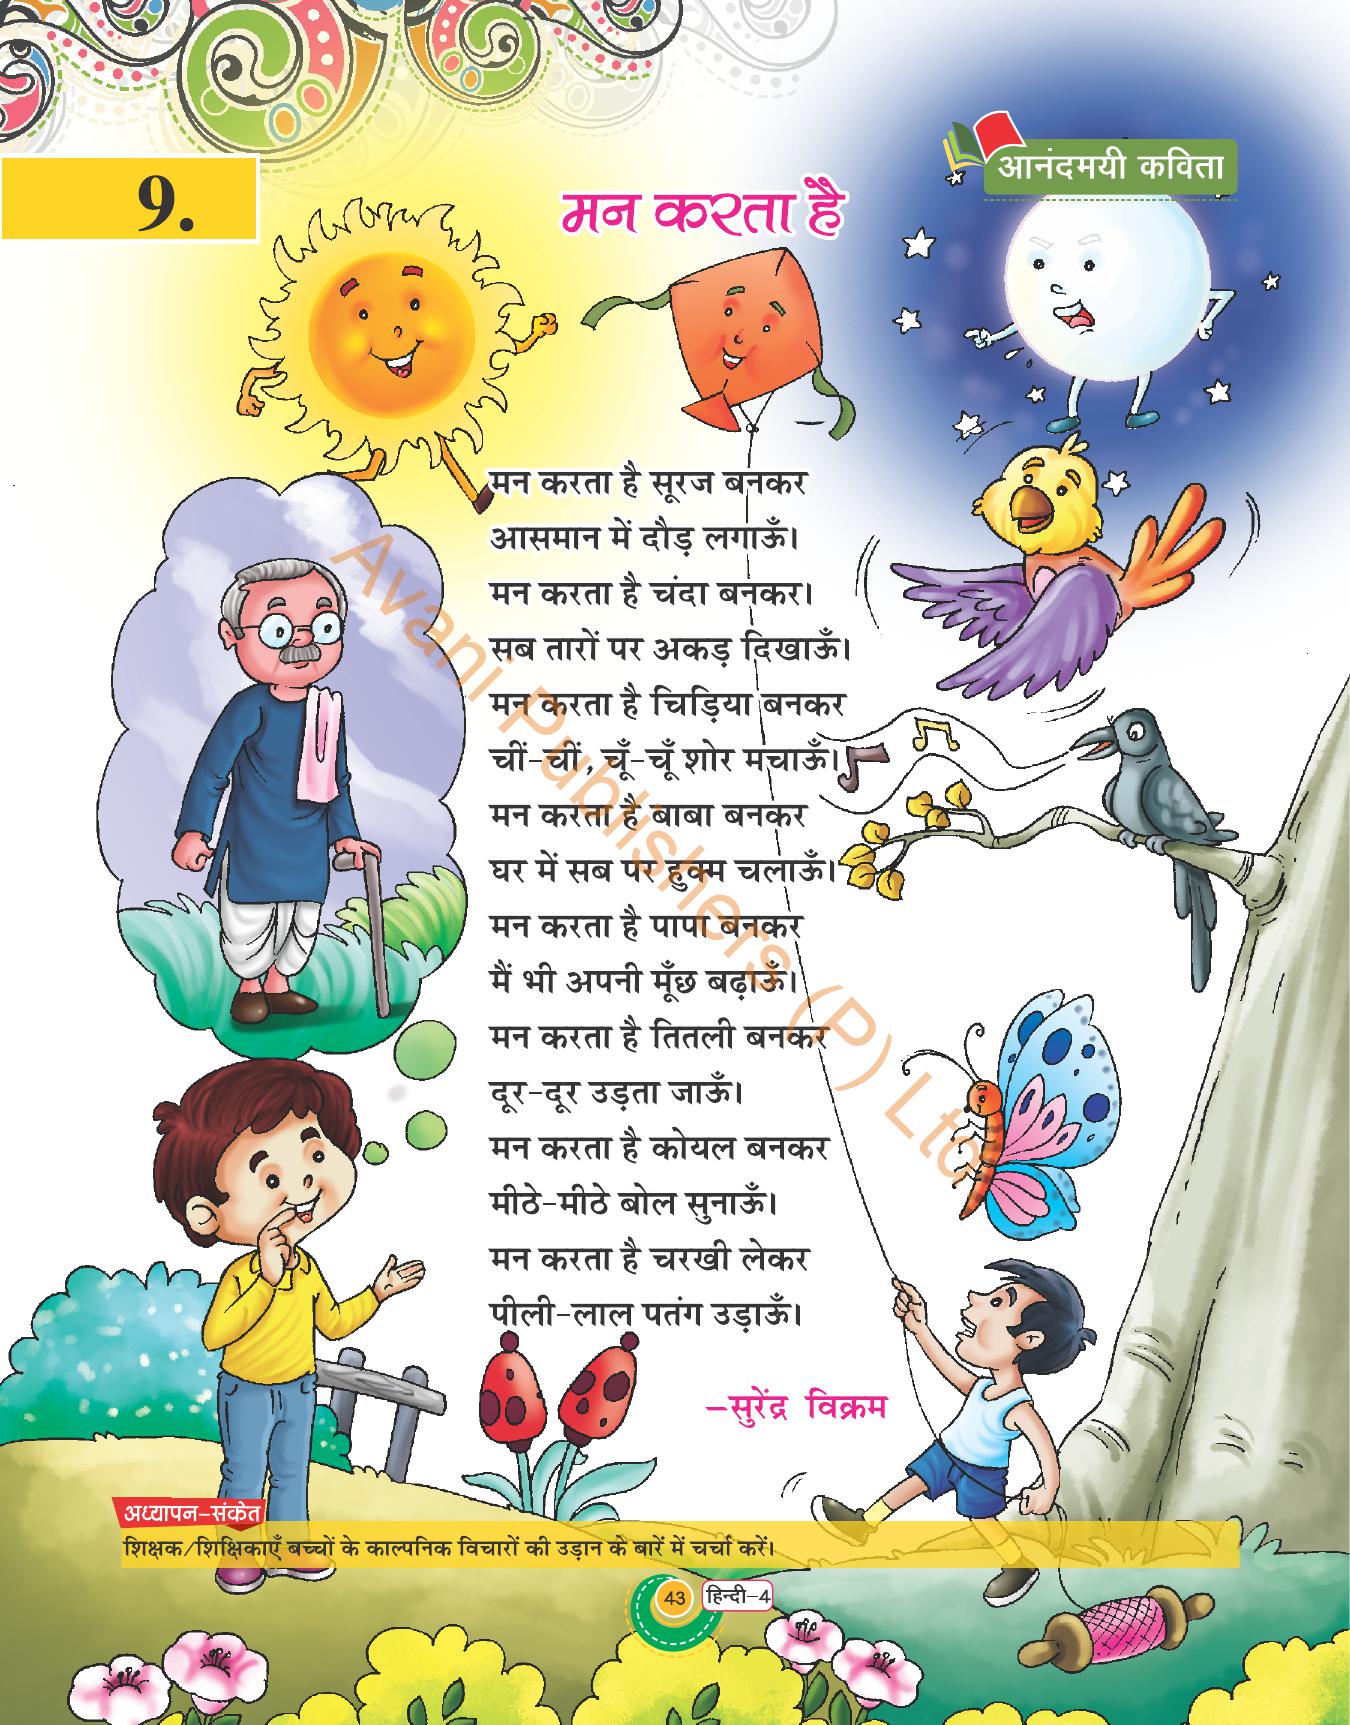 9.
आनंदमयी कविता
मन करता है
मन करता है सूरज बनकर
आसमान में दौड़ लगाऊँ।
मन करता है चंदा बनकर।
सब तारों पर अकड़ दिखाऊँ।
मन करता है चिड़िया बनकर
चीं-चीं, चूँ-चूँ शोर मचाऊँ।
मन करता है बाबा बनकर
घर में सब पर हुक्म चलाऊँ।
मन करता है पापा बनकर
मैं भी अपनी मूँछ बढ़ाऊँ।
मन करता है तितली बनकर
दूर-दूर उड़ता जाऊँ।
मन करता है कोयल बनकर
मीठे-मीठे बोल सुनाऊँ।
मन करता है चरखी लेकर
पीली-लाल पतंग उड़ाऊँ।
–सुरेंद्र विक्रम
अध्यापन-संकेत
शिक्षक/शिक्षिकाएँ बच्चों के काल्पनिक विचारों की उड़ान के बारें में चर्चा करें।
43 हिन्दी-4
Avani Publishers (P) Ltd